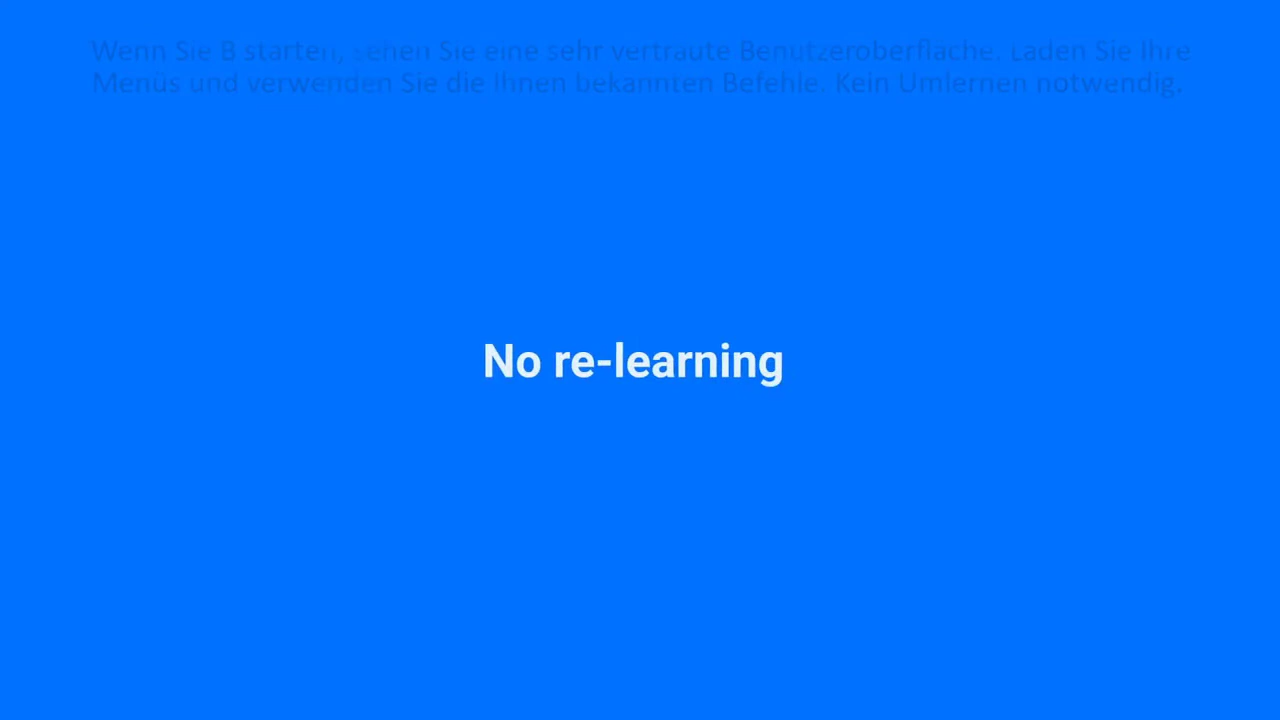 Wenn Sie B starten, sehen Sie eine sehr vertraute Benutzeroberfläche. Laden Sie Ihre
Menüs und verwenden Sie die Ihnen bekannten Befehle. Kein Umlernen notwendig.
No re-learning